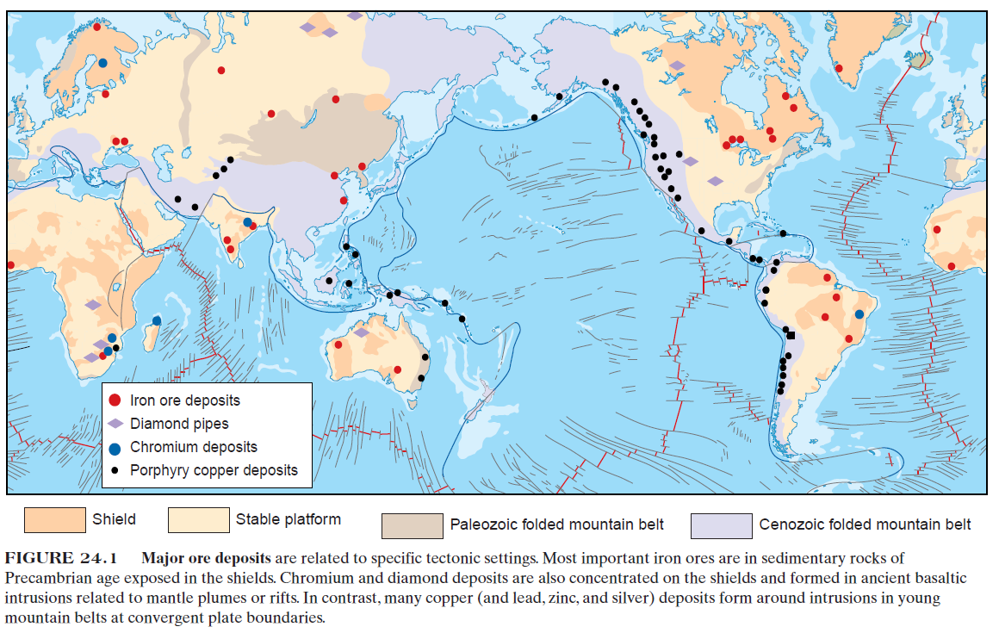 Iron ore deposits
Diamond pipes
Chromium deposits
Porphyry copper deposits
Shield
Stable platform
Paleozoic folded mountain belt
Cenozoic folded mountain belt
FIGURE 24.1 Major ore deposits are related to specific tectonic settings. Most important iron ores are in sedimentary rocks of
Precambrian age exposed in the shields. Chromium and diamond deposits are also concentrated on the shields and formed in ancient basaltic
intrusions related to mantle plumes or rifts. In contrast, many copper (and lead, zinc, and silver) deposits form around intrusions in young
mountain belts at convergent plate boundaries.